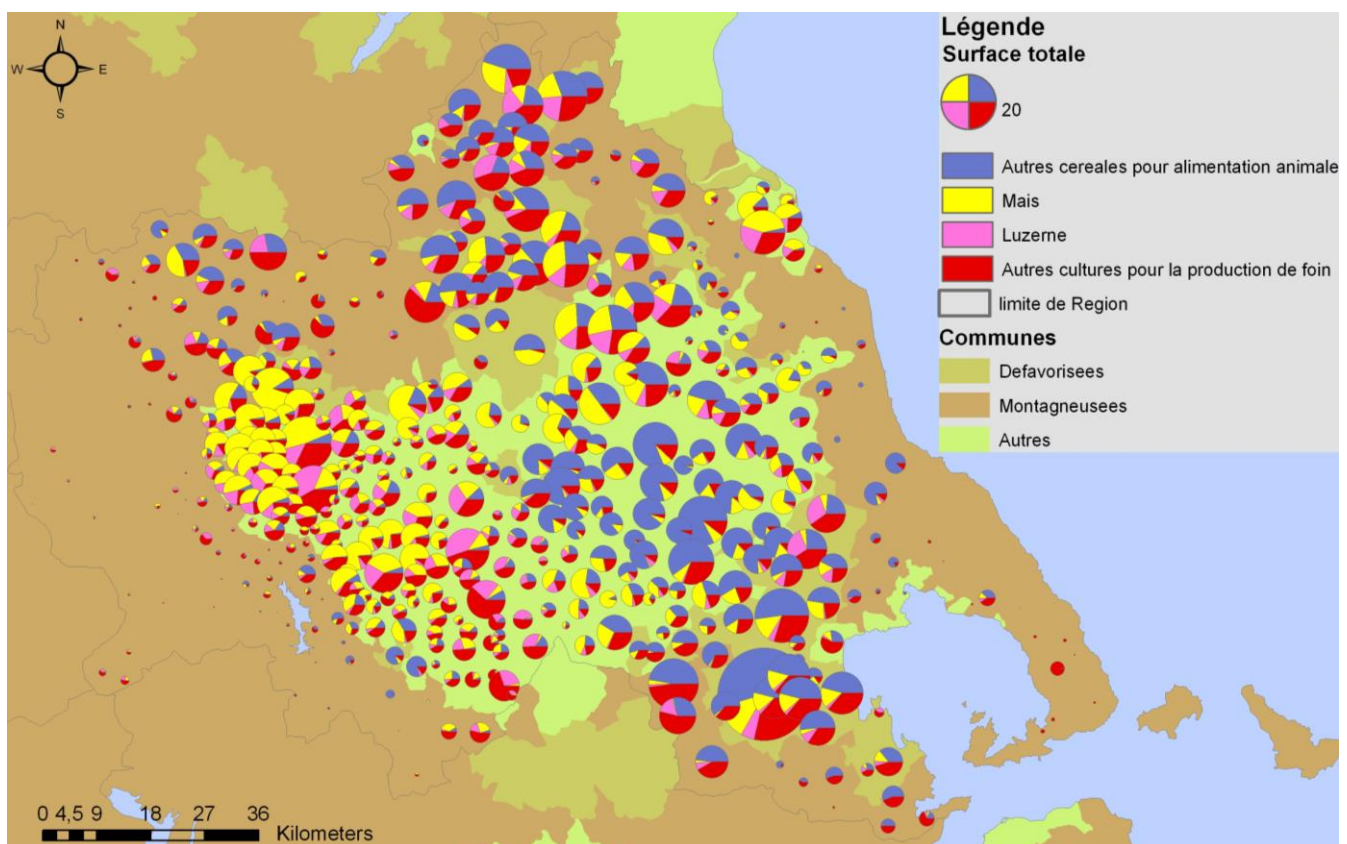 N
W E
S
Légende
Surface totale
20
Autres cereales pour alimentation animale
Mais
Luzerne
Autres cultures pour la production de foin
limite de Region
Communes
Defavorisees
Montagneusees
Autres
0 4,5 9 18 27 36
Kilometers